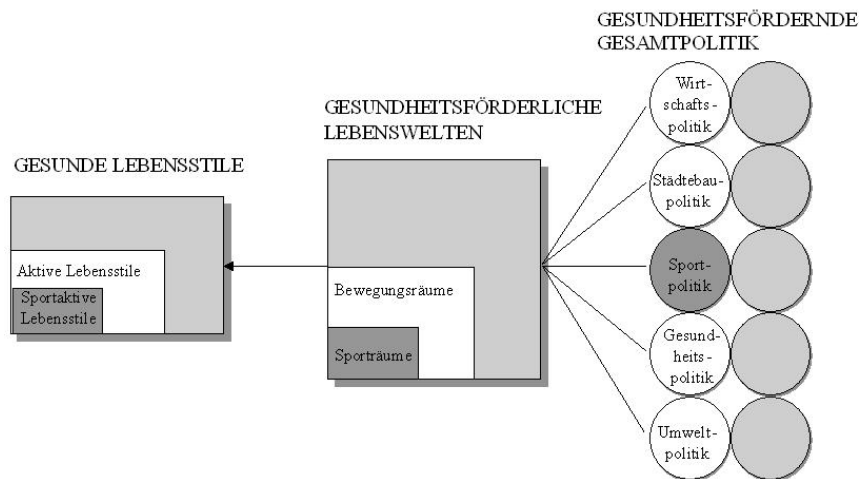 GESUNDHEITSFÖRDERNDE
GESAMTPOLITIK
GESUNDHEITSFÖRDERLICHE
LEBENSWELTEN
GESUNDE LEBENSSTILE
Aktive Lebensstile
Sportaktive
Lebensstile
Bewegungsräume
Sporträume
Wirt-
schafts-
politik
Städtebau-
politik
Sport-
politik
Gesund-
heits-
politik
Umwelt-
politik